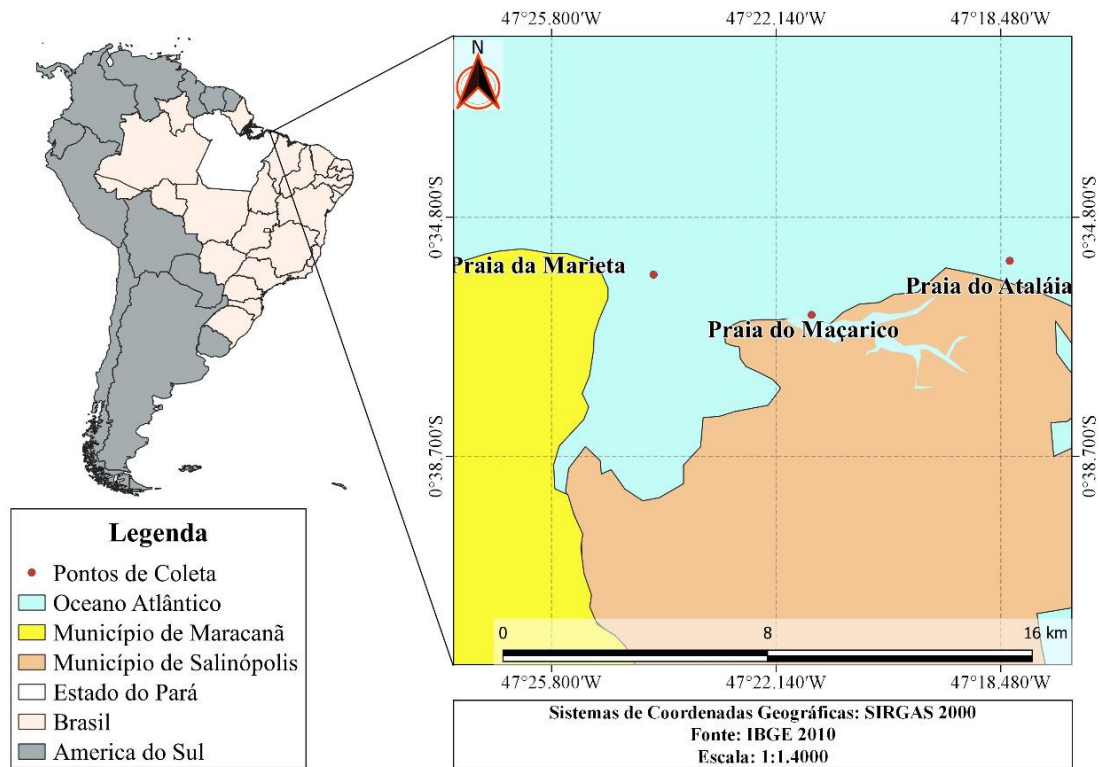 47°25.800'W 47°22.140'W 47°18.480'W
N
0°34.800'S 0°34.800'S
Praia da Marieta
Praia do Ataláia
Praia do Maçarico
0°38.700'S 0°38.700'S
Legenda
Pontos de Coleta
Oceano Atlântico
Município de Maracanã
Município de Salinópolis
Estado do Pará
Brasil
America do Sul
0 8 16 km
47°25.800'W 47°22.140'W 47°18.480'W
Sistemas de Coordenadas Geográficas: SIRGAS 2000
Fonte: IBGE 2010
Escala: 1:1.4000